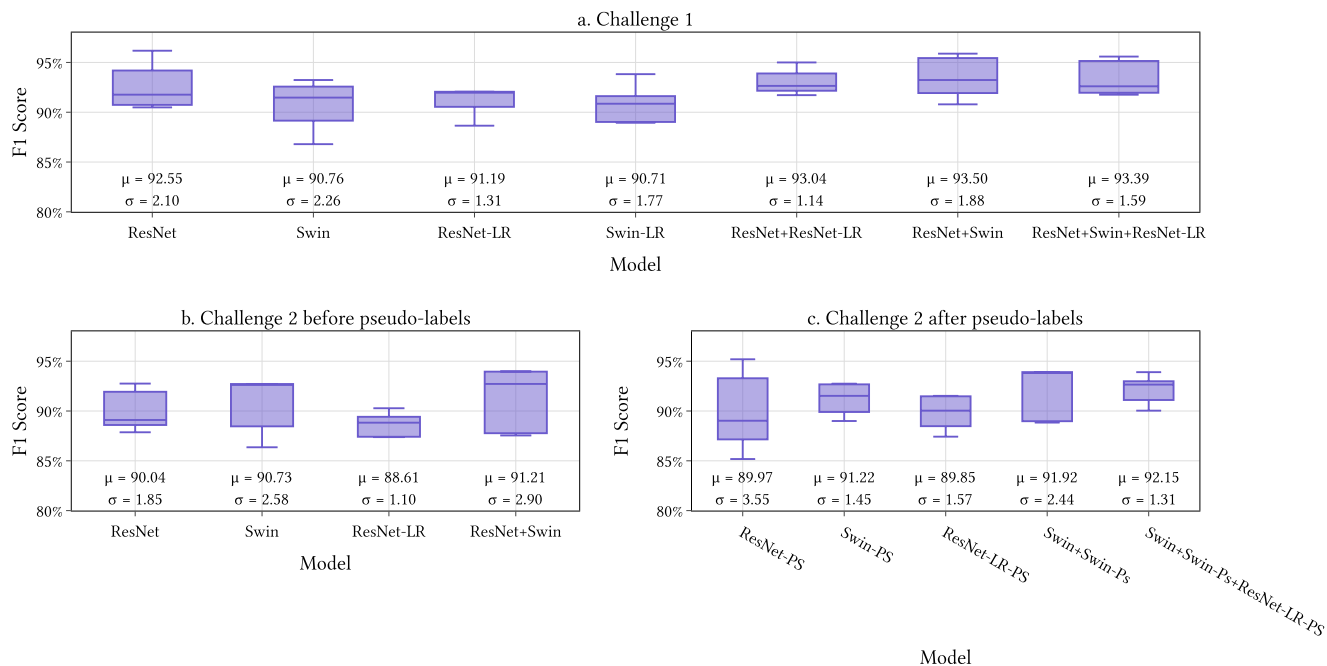 a. Challenge 1
F1 Score
95%
90%
85%
80%
μ = 92.55 μ = 90.76 μ = 91.19 μ = 90.71 μ = 93.04 μ = 93.50 μ = 93.39
σ = 2.10 σ = 2.26 σ = 1.31 σ = 1.77 σ = 1.14 σ = 1.88 σ = 1.59
ResNet Swin ResNet-LR Swin-LR ResNet+ResNet-LR ResNet+Swin ResNet+Swin+ResNet-LR
Model
b. Challenge 2 before pseudo-labels
F1 Score
95%
90%
85%
80%
μ = 90.04 μ = 90.73 μ = 88.61 μ = 91.21
σ = 1.85 σ = 2.58 σ = 1.10 σ = 2.90
ResNet Swin ResNet-LR ResNet+Swin
Model
c. Challenge 2 after pseudo-labels
F1 Score
95%
90%
85%
80%
μ = 89.97 μ = 91.22 μ = 89.85 μ = 91.92 μ = 92.15
σ = 3.55 σ = 1.45 σ = 1.57 σ = 2.44 σ = 1.31
ResNet-PS
Swin-PS
ResNet-LR-PS
Swin+Swin-Ps
Swin+Swin-Ps+ResNet-LR-PS
Model